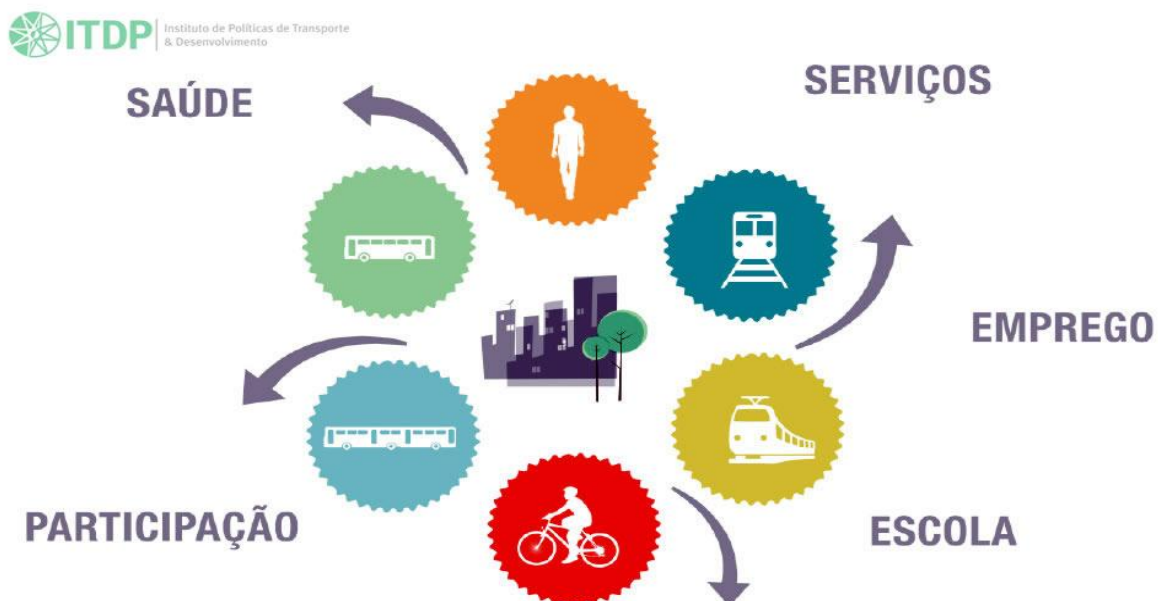 ITDP
Instituto de Políticas de Transporte
& Desenvolvimento
SAÚDE
SERVIÇOS
EMPREGO
PARTICIPAÇÃO
ESCOLA